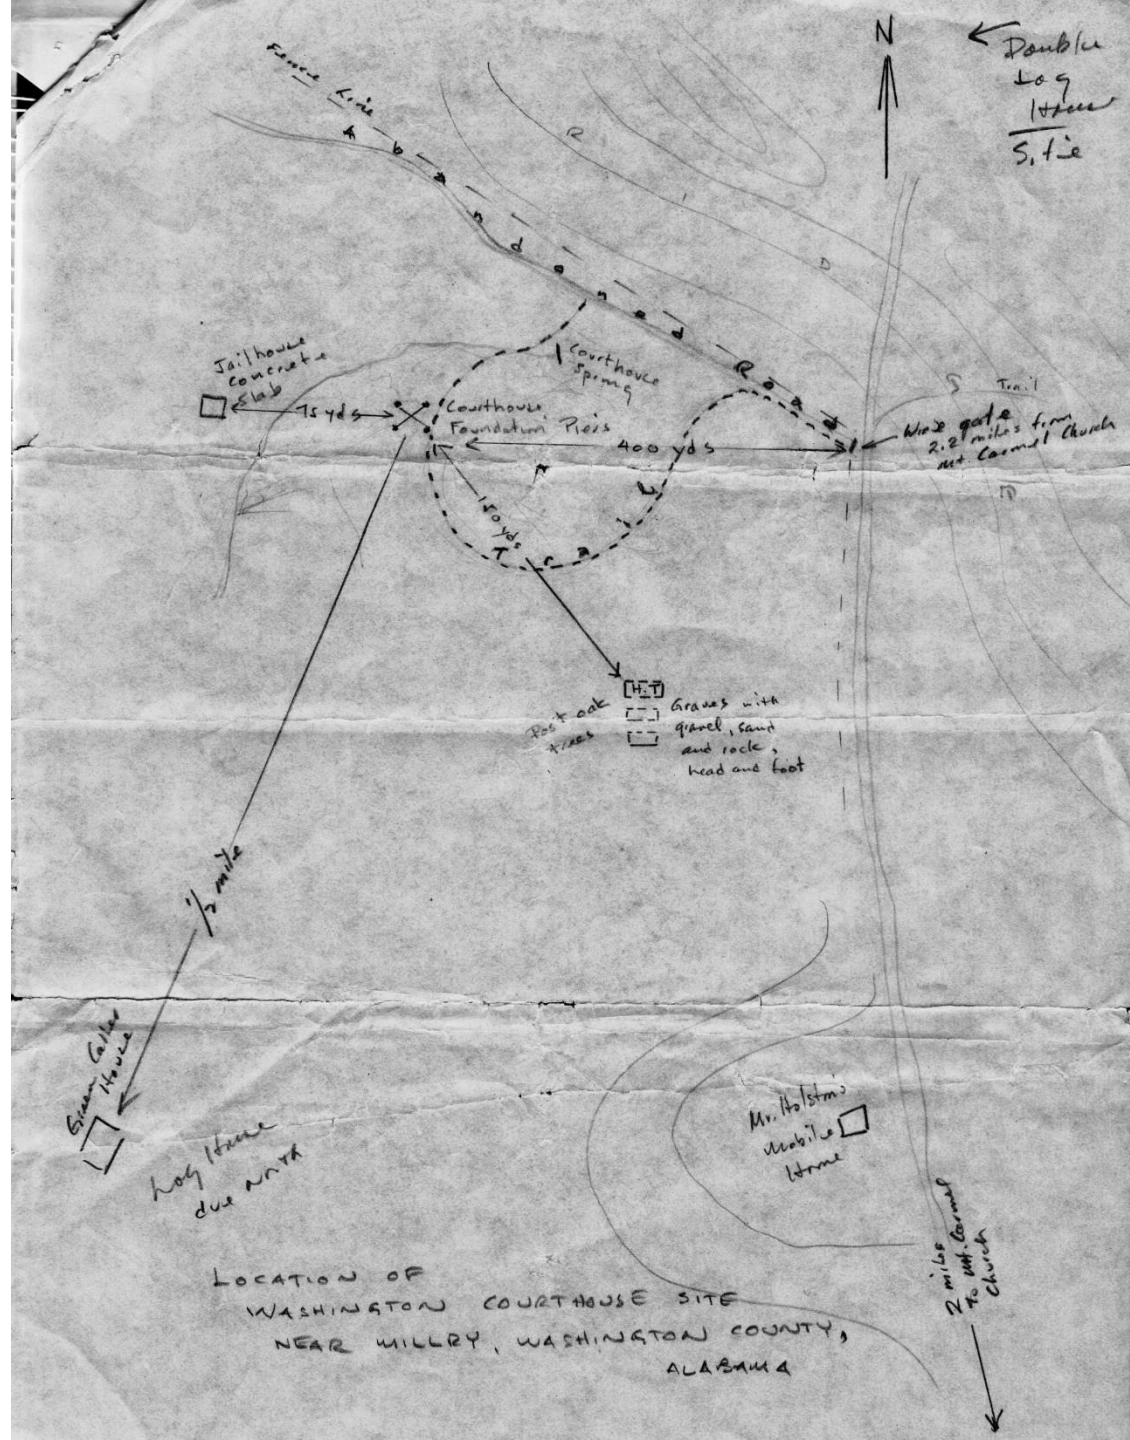 N
Double
Log
House
Site
Fence Line
Abandoned Road
R
I
D
G
Trail
E
Jailhouse
Concrete
Slab
75 yds
Courthouse
Spring
Courthouse
Foundation Piers
400 yds
Wire gate
2.2 miles from
Mt. Carmel Church
150 yds
Trail
H.T
Post oak
trees
Graves with
gravel, sand
and rock,
head and foot
1/2 mile
House
Log House
due North
Mr. Holston's
Mobile
Home
2 miles
to Mt. Carmel
Church
LOCATION OF
WASHINGTON COURTHOUSE SITE
NEAR MILLRY, WASHINGTON COUNTY,
ALABAMA